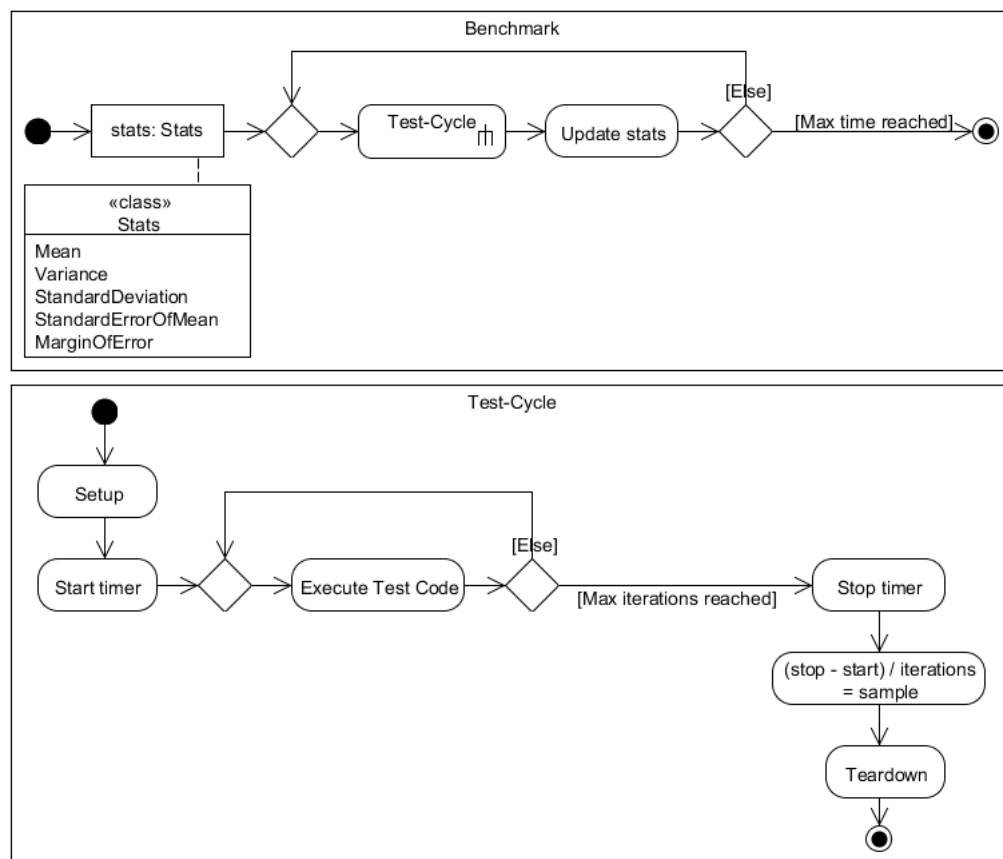 Benchmark
[Else]
stats: Stats
Test-Cycle
Update stats
[Max time reached]
«class»
Stats
Mean
Variance
StandardDeviation
StandardErrorOfMean
MarginOfError
Test-Cycle
Setup
[Else]
Start timer
Execute Test Code
[Max iterations reached]
Stop timer
(stop - start) / iterations
= sample
Teardown